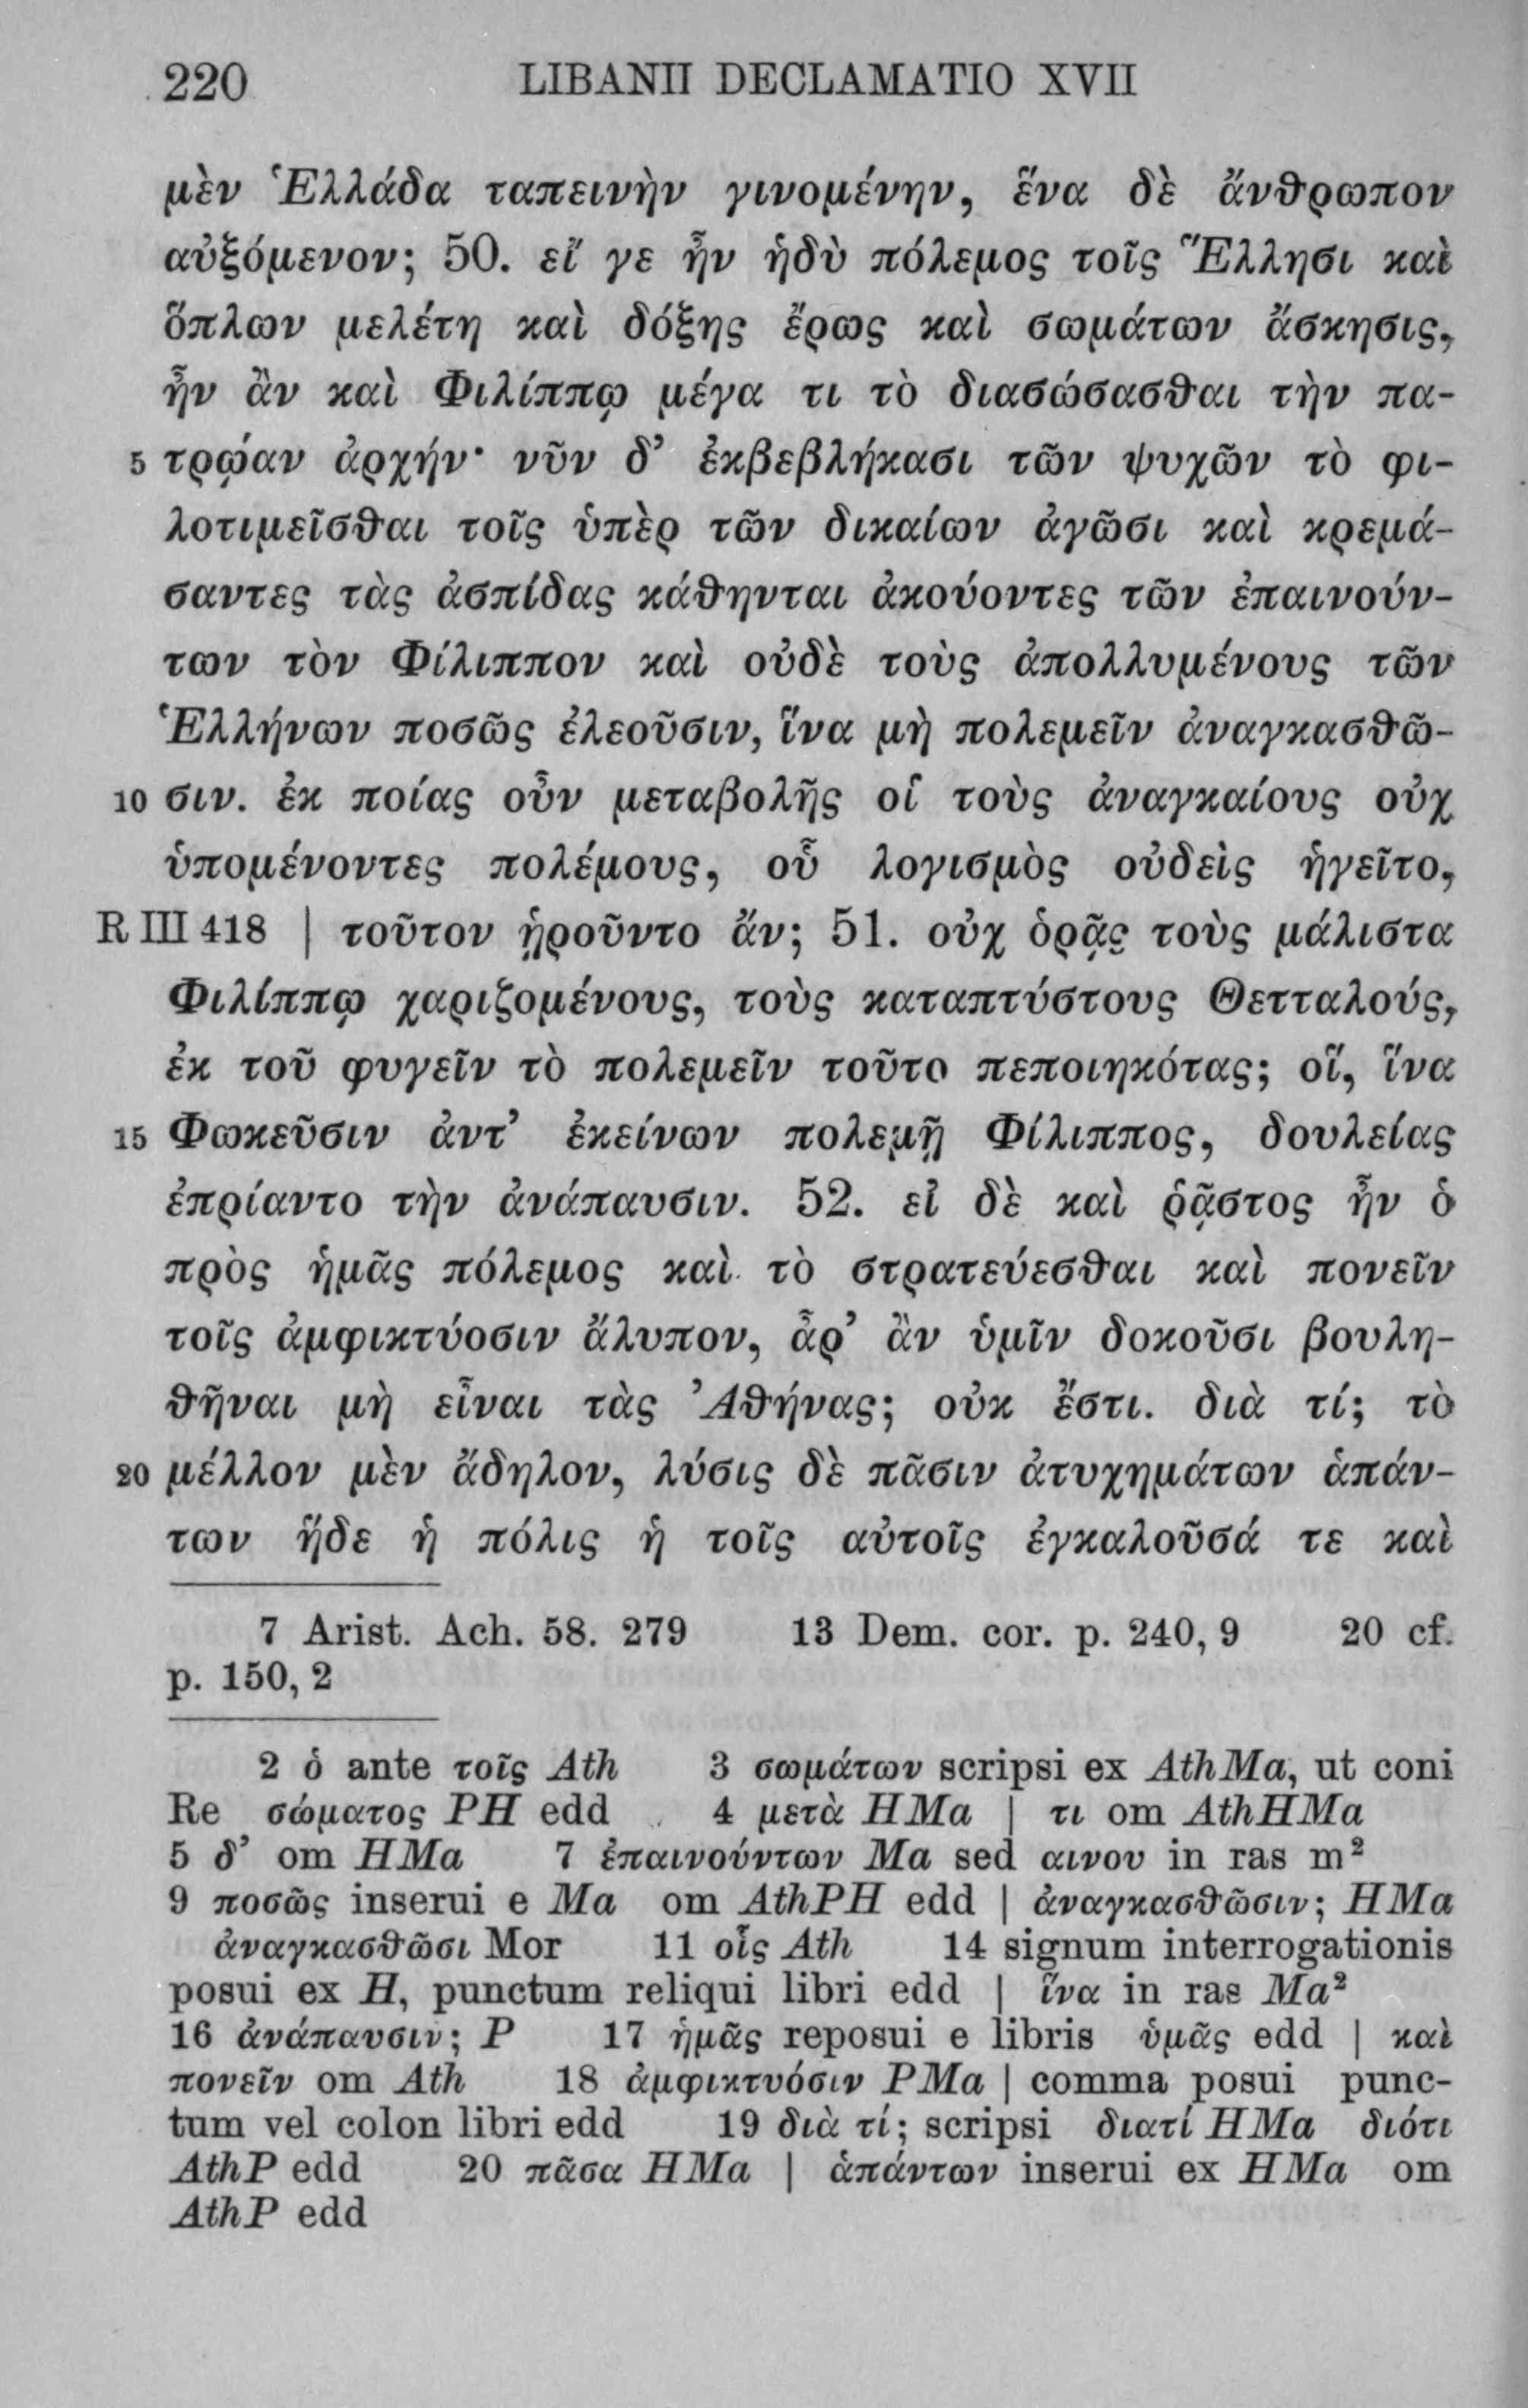 220 LIBANII DECLAMATIO XVII
μὲν Ἑλλάδα ταπεινὴν γινομένην, ἕνα δὲ ἄνθρωπον
αὐξόμενον; 50. εἴ γε ἦν ἡδὺ πόλεμος τοῖς Ἕλλησι καὶ
ὅπλων μελέτη καὶ δόξης ἔρως καὶ σωμάτων ἄσκησις,
ἦν ἂν καὶ Φιλίππῳ μέγα τι τὸ διασώσασθαι τὴν πα-
5 τρῴαν ἀρχήν· νῦν δ’ ἐκβεβλήκασι τῶν ψυχῶν τὸ φι-
λοτιμεῖσθαι τοῖς ὑπὲρ τῶν δικαίων ἀγῶσι καὶ κρεμά-
σαντες τὰς ἀσπίδας κάθηνται ἀκούοντες τῶν ἐπαινούν-
των τὸν Φίλιππον καὶ οὐδὲ τοὺς ἀπολλυμένους τῶν
Ἑλλήνων ποσῶς ἐλεοῦσιν, ἵνα μὴ πολεμεῖν ἀναγκασθῶ-
10 σιν. ἐκ ποίας οὖν μεταβολῆς οἱ τοὺς ἀναγκαίους οὐχ
ὑπομένοντες πολέμους, οὗ λογισμὸς οὐδεὶς ἡγεῖτο,
R III 418 | τοῦτον ᾑροῦντο ἄν; 51. οὐχ ὁρᾷς τοὺς μάλιστα
Φιλίππῳ χαριζομένους, τοὺς καταπτύστους Θετταλούς,
ἐκ τοῦ φυγεῖν τὸ πολεμεῖν τοῦτο πεποιηκότας; οἵ, ἵνα
15 Φωκεῦσιν ἀντ’ ἐκείνων πολεμῇ Φίλιππος, δουλείας
ἐπρίαντο τὴν ἀνάπαυσιν. 52. εἰ δὲ καὶ ῥᾷστος ἦν ὁ
πρὸς ἡμᾶς πόλεμος καὶ τὸ στρατεύεσθαι καὶ πονεῖν
τοῖς ἀμφικτύοσιν ἄλυπον, ἆρ’ ἂν ὑμῖν δοκοῦσι βουλη-
θῆναι μὴ εἶναι τὰς Ἀθήνας; οὐκ ἔστι. διὰ τί; τὸ
20 μέλλον μὲν ἄδηλον, λύσις δὲ πᾶσιν ἀτυχημάτων ἁπάν-
των ἥδε ἡ πόλις ἡ τοῖς αὐτοῖς ἐγκαλοῦσά τε καὶ
7 Arist. Ach. 58. 279 13 Dem. cor. p. 240, 9 20 cf.
p. 150, 2
2 ὁ ante τοῖς Ath 3 σωμάτων scripsi ex AthMa, ut coni
Re σώματος PH edd 4 μετὰ HMa | τι om AthHMa
5 δ’ om HMa 7 ἐπαινούντων Ma sed αινου in ras m²
9 ποσῶς inserui e Ma om AthPH edd | ἀναγκασθῶσιν; HMa
ἀναγκασθῶσι Mor 11 οἷς Ath 14 signum interrogationis
posui ex H, punctum reliqui libri edd | ἵνα in ras Ma²
16 ἀνάπαυσιν; P 17 ἡμᾶς reposui e libris ὑμᾶς edd | καὶ
πονεῖν om Ath 18 ἀμφικτυόσιν PMa | comma posui punc-
tum vel colon libri edd 19 διὰ τί; scripsi διατί HMa διότι
AthP edd 20 πᾶσα HMa | ἁπάντων inserui ex HMa om
AthP edd